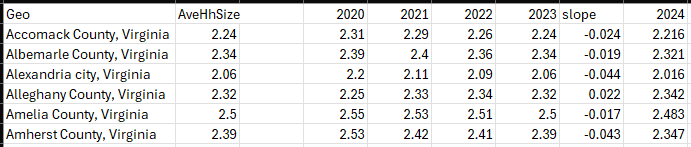 Geo AveHhSize 2020 2021 2022 2023 slope 2024
Accomack County, Virginia 2.24 2.31 2.29 2.26 2.24 -0.024 2.216
Albemarle County, Virginia 2.34 2.39 2.4 2.36 2.34 -0.019 2.321
Alexandria city, Virginia 2.06 2.2 2.11 2.09 2.06 -0.044 2.016
Alleghany County, Virginia 2.32 2.25 2.33 2.34 2.32 0.022 2.342
Amelia County, Virginia 2.5 2.55 2.53 2.51 2.5 -0.017 2.483
Amherst County, Virginia 2.39 2.53 2.42 2.41 2.39 -0.043 2.347